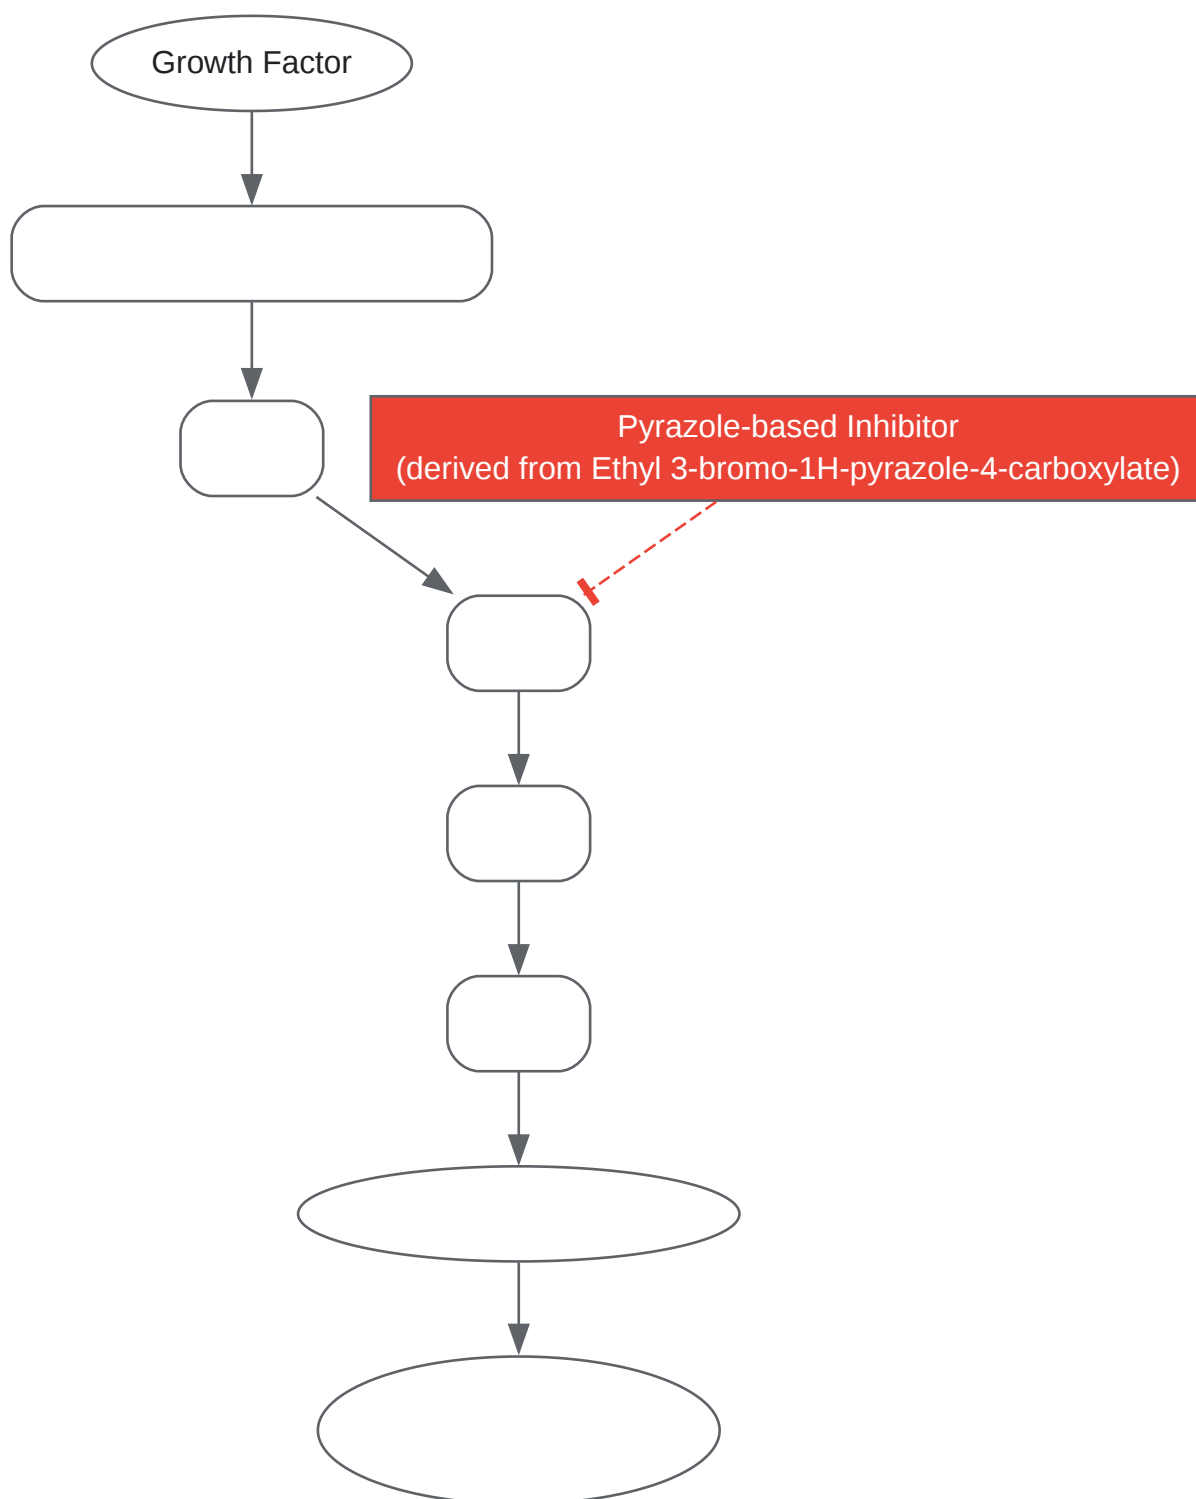 Growth Factor
Pyrazole-based Inhibitor
(derived from Ethyl 3-bromo-1H-pyrazole-4-carboxylate)